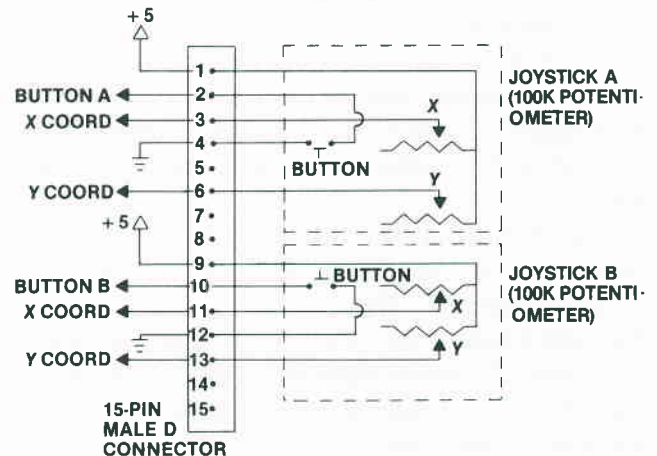 + 5
1
JOYSTICK A
(100K POTENTI-
OMETER)
BUTTON A
2
X
X COORD
3
4
BUTTON
5
Y
Y COORD
6
7
+ 5
8
9
BUTTON B
10
BUTTON
JOYSTICK B
(100K POTENTI-
OMETER)
X COORD
11
X
12
Y COORD
13
Y
14
15
15-PIN
MALE D
CONNECTOR